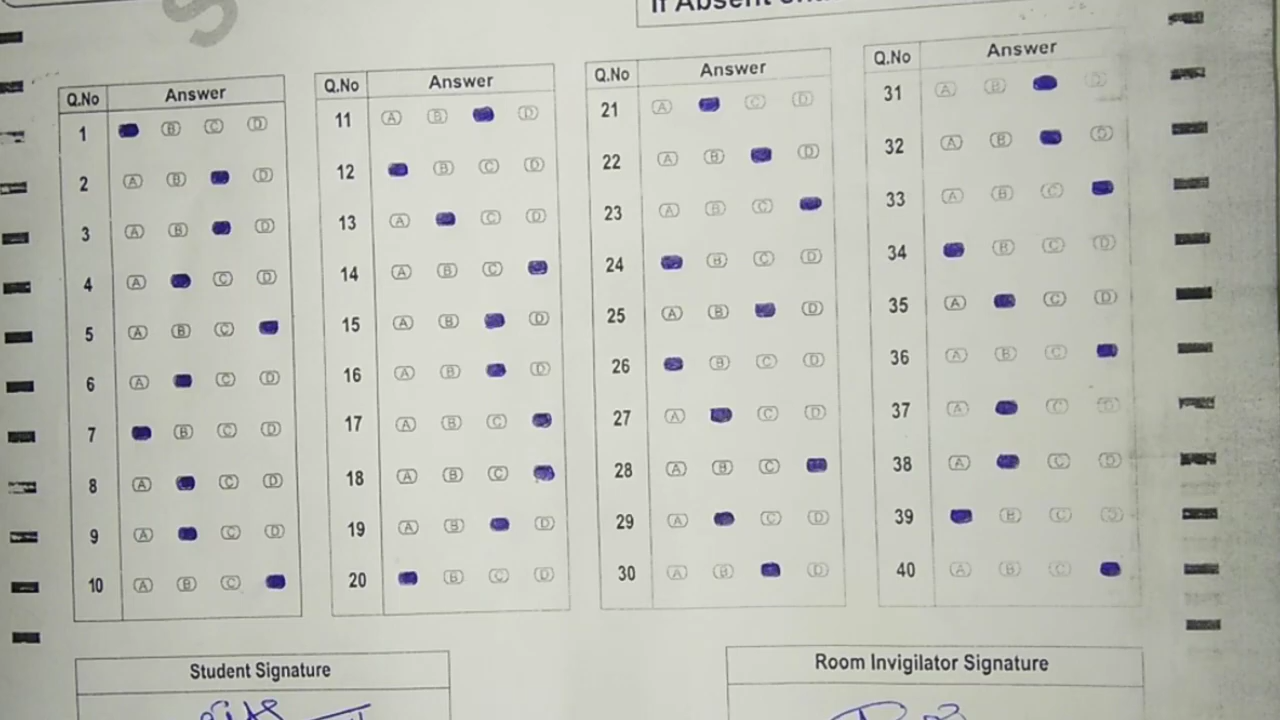 If Absent
Q.No Answer
1 B C D
2 A B D
3 A B D
4 A C D
5 A B C
6 A C D
7 B C D
8 A C D
9 A C D
10 A B C
Q.No Answer
11 A B D
12 B C D
13 A C D
14 A B C
15 A B D
16 A B D
17 A B C
18 A B C
19 A B D
20 B C D
Q.No Answer
21 A C D
22 A B D
23 A B C
24 B C D
25 A B D
26 B C D
27 A C D
28 A B C
29 A C D
30 A B D
Q.No Answer
31 A B D
32 A B D
33 A B C
34 B C D
35 A C D
36 A B C
37 A C D
38 A C D
39 B C D
40 A B C
Student Signature
Room Invigilator Signature